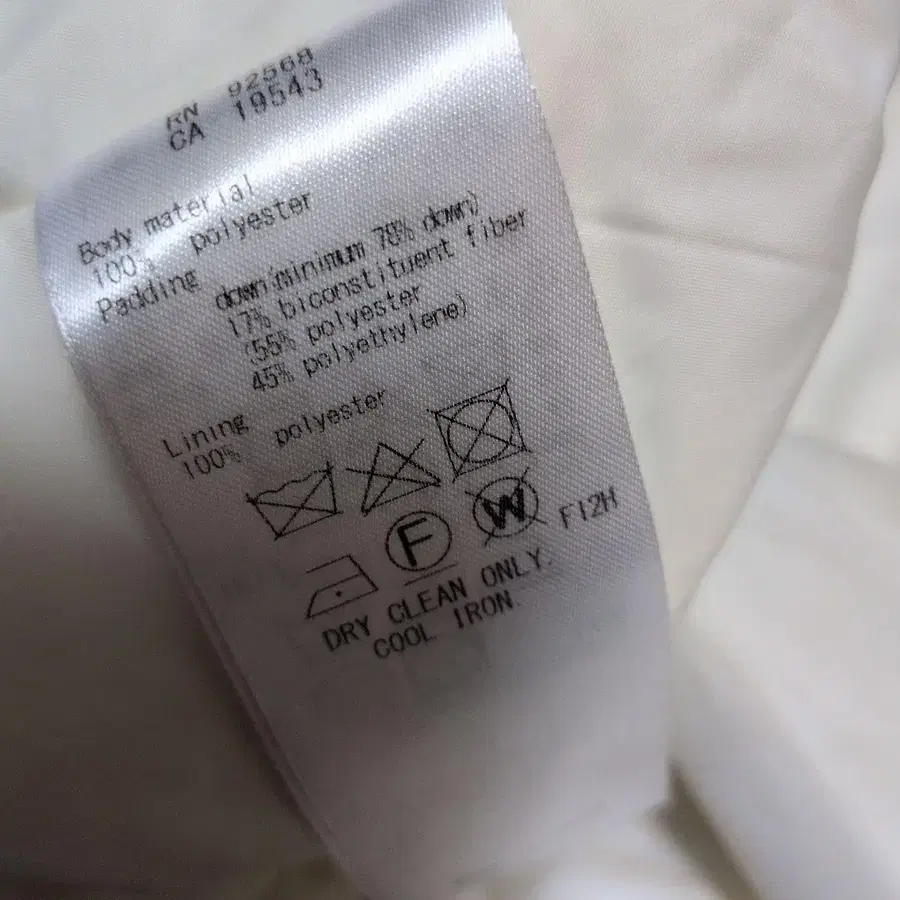 RN 92568
CA 19543
Body material
100% polyester
Padding
down(minimum 78% down)
17% biconstituent fiber
(55% polyester
45% polyethylene)
Lining
100% polyester
F
W
F12H
DRY CLEAN ONLY.
COOL IRON.